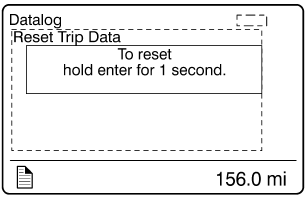 Datalog
Reset Trip Data
To reset
hold enter for 1 second.
156.0 mi